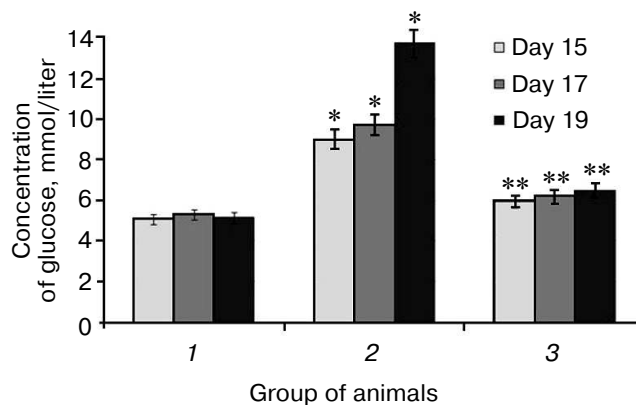 Concentration
of glucose, mmol/liter
14
12
10
8
6
4
2
0
Day 15
Day 17
Day 19
* * *
** ** **
1 2 3
Group of animals